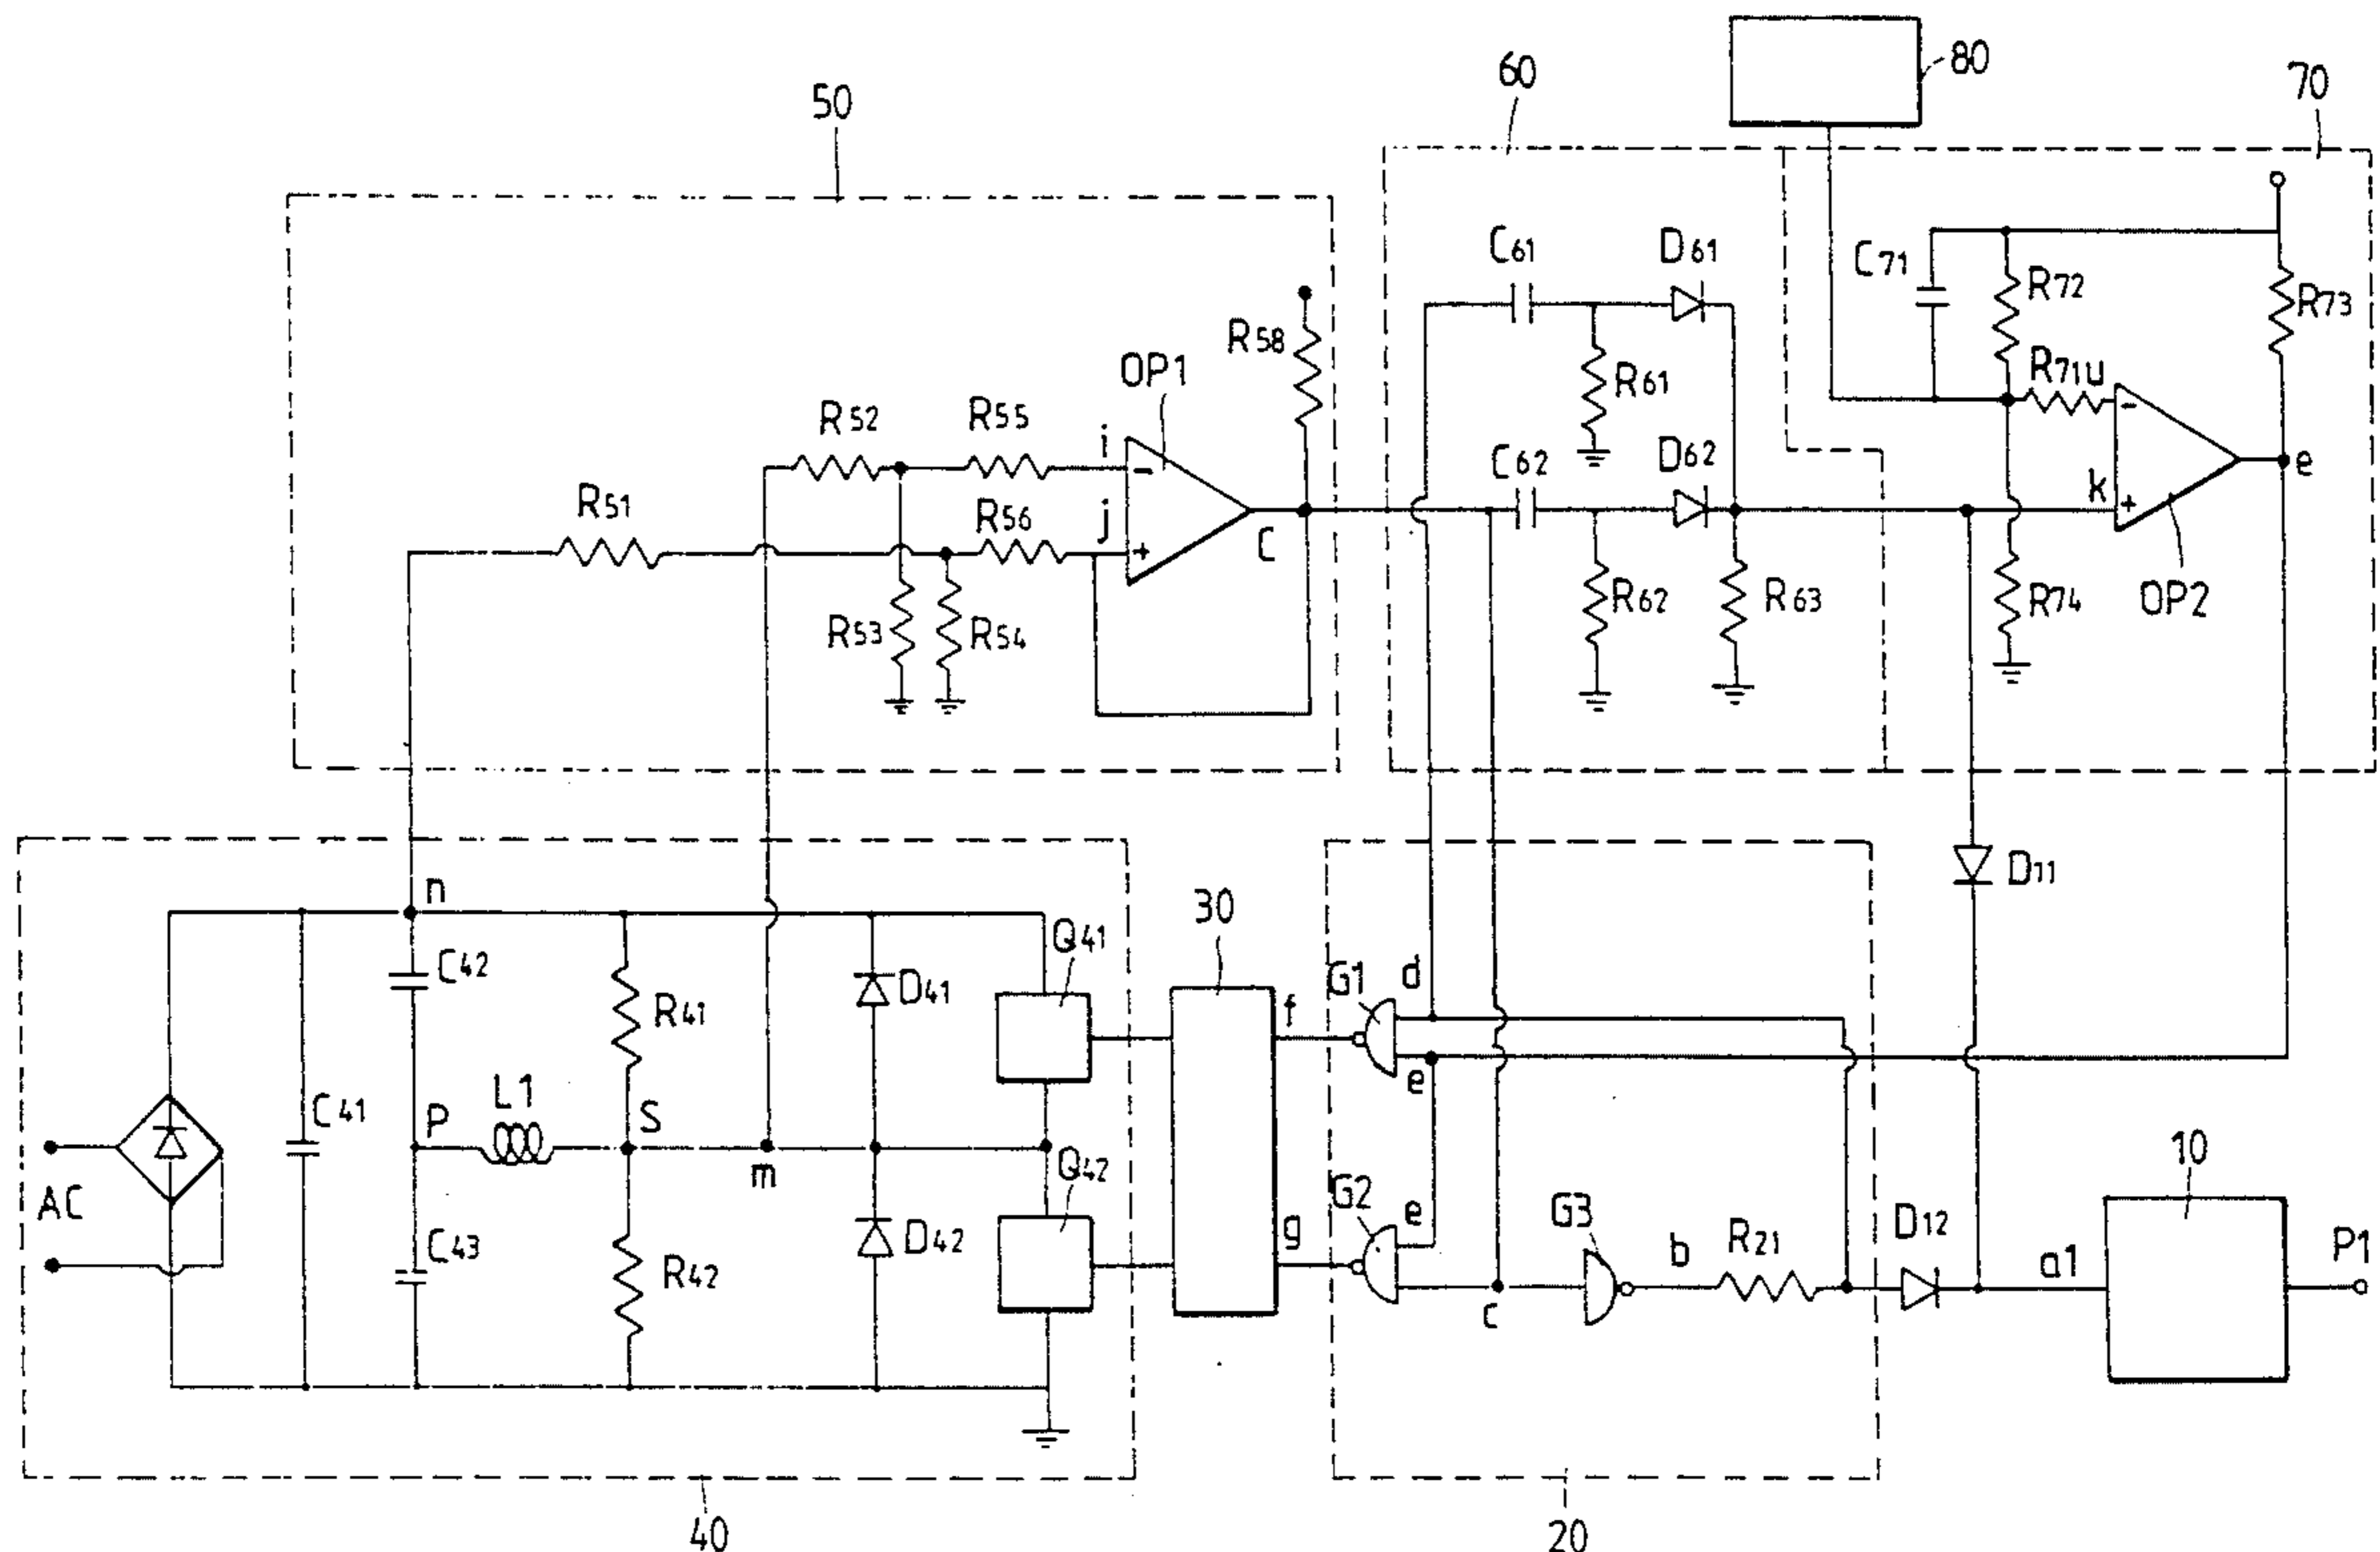 80
60
70
50
C61
D61
C71
R72
R73
R58
OP1
R71 u
R61
R52
R55
i
-
-
e
C62
D62
k
R51
R56
j
+
C
+
R62
R63
R74
OP2
R53
R54
D11
n
30
Q41
C42
D41
G1
d
f
R41
e
L1
P
S
C41
m
Q42
10
AC
G2
e
G3
g
D12
b
R21
P1
C43
D42
a1
R42
c
40
20